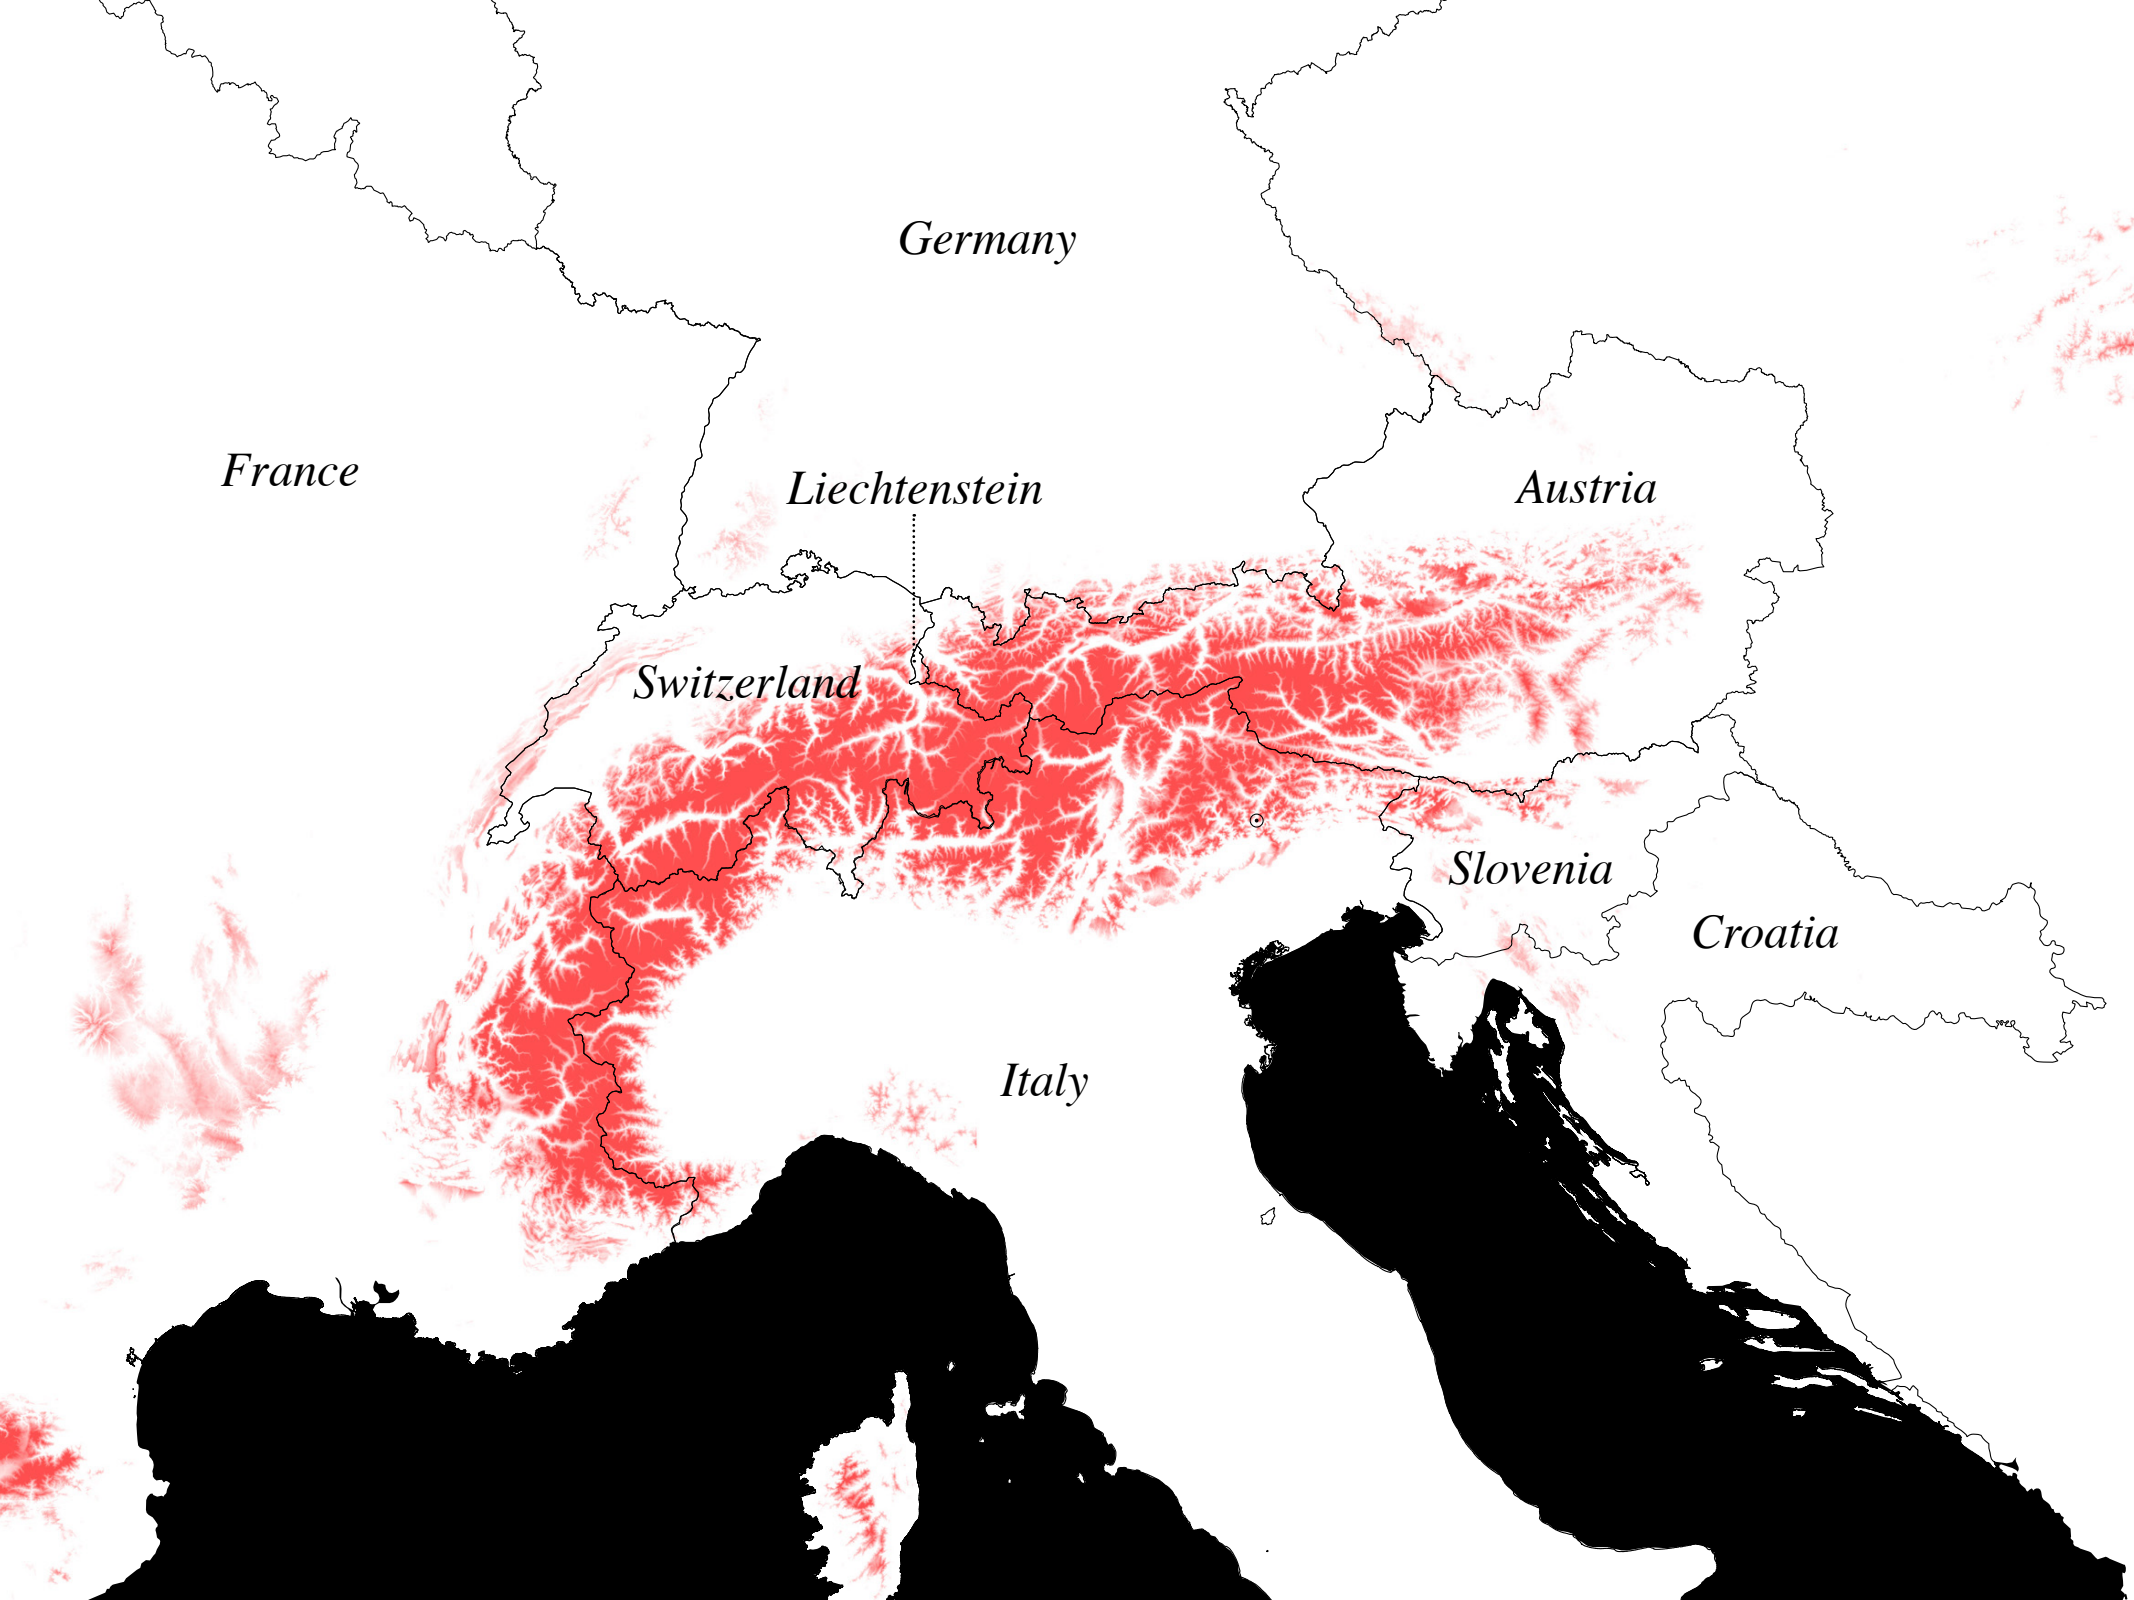 Germany
France
Liechtenstein
Austria
Switzerland
Slovenia
Croatia
Italy